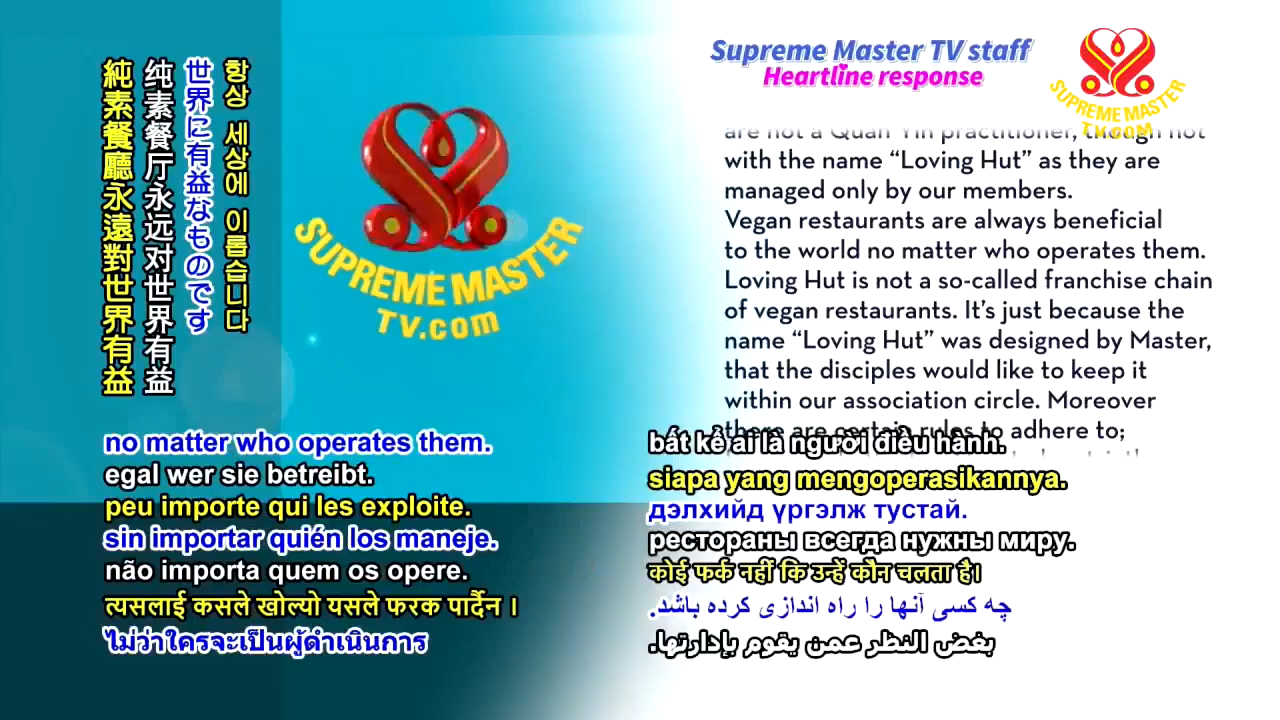 純素餐廳永遠對世界有益
纯素餐厅永远对世界有益
世界に有益なものです
항상 세상에 이롭습니다
SUPREME MASTER
TV.com
Supreme Master TV staff
Heartline response
SUPREME MASTER
TV.COM
are not a Quan Yin practitioner, though not
with the name “Loving Hut” as they are
managed only by our members.
Vegan restaurants are always beneficial
to the world no matter who operates them.
Loving Hut is not a so-called franchise chain
of vegan restaurants. It’s just because the
name “Loving Hut” was designed by Master,
that the disciples would like to keep it
within our association circle. Moreover
there are certain rules to adhere to;
no matter who operates them.
egal wer sie betreibt.
peu importe qui les exploite.
sin importar quién los maneje.
não importa quem os opere.
त्यसलाई कसले खोल्यो यसले फरक पार्दैन ।
ไม่ว่าใครจะเป็นผู้ดำเนินการ
bất kể ai là người điều hành.
siapa yang mengoperasikannya.
дэлхийд үргэлж тустай.
рестораны всегда нужны миру.
कोई फर्क नहीं कि उन्हें कौन चलता है।
چه کسی آنها را راه اندازی کرده باشد.
بغض النظر عمن يقوم بإدارتها.